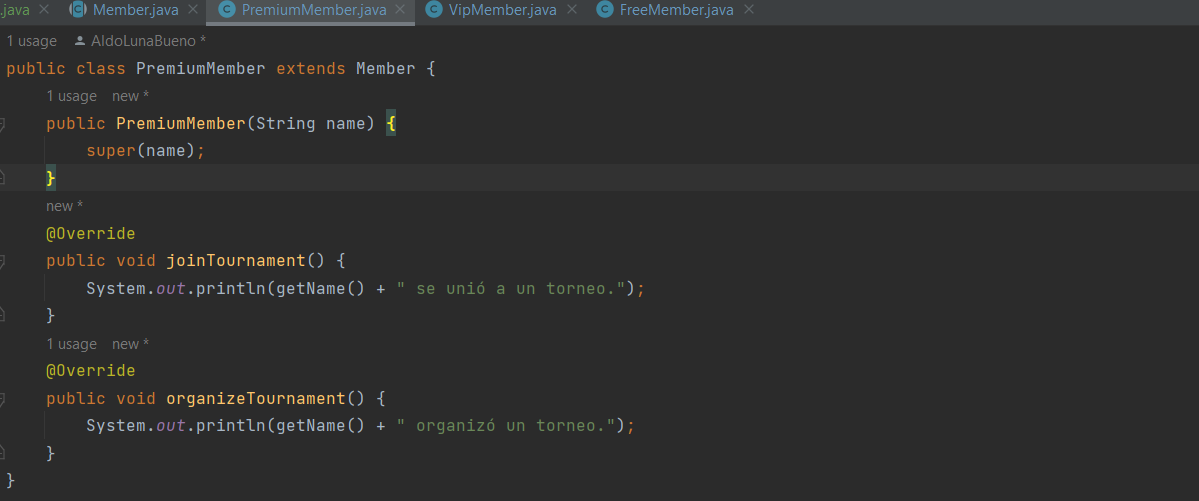 .java × Member.java × PremiumMember.java × VipMember.java × FreeMember.java ×
1 usage AldoLunaBueno *
public class PremiumMember extends Member {
1 usage new *
public PremiumMember(String name) {
super(name);
}
new *
@Override
public void joinTournament() {
System.out.println(getName() + " se unió a un torneo.");
}
1 usage new *
@Override
public void organizeTournament() {
System.out.println(getName() + " organizó un torneo.");
}
}